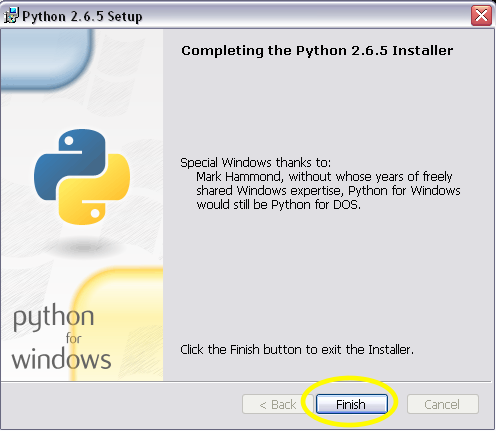 Python 2.6.5 Setup
Completing the Python 2.6.5 Installer
Special Windows thanks to:
Mark Hammond, without whose years of freely
shared Windows expertise, Python for Windows
would still be Python for DOS.
python
for
windows
Click the Finish button to exit the Installer.
< Back
Finish
Cancel